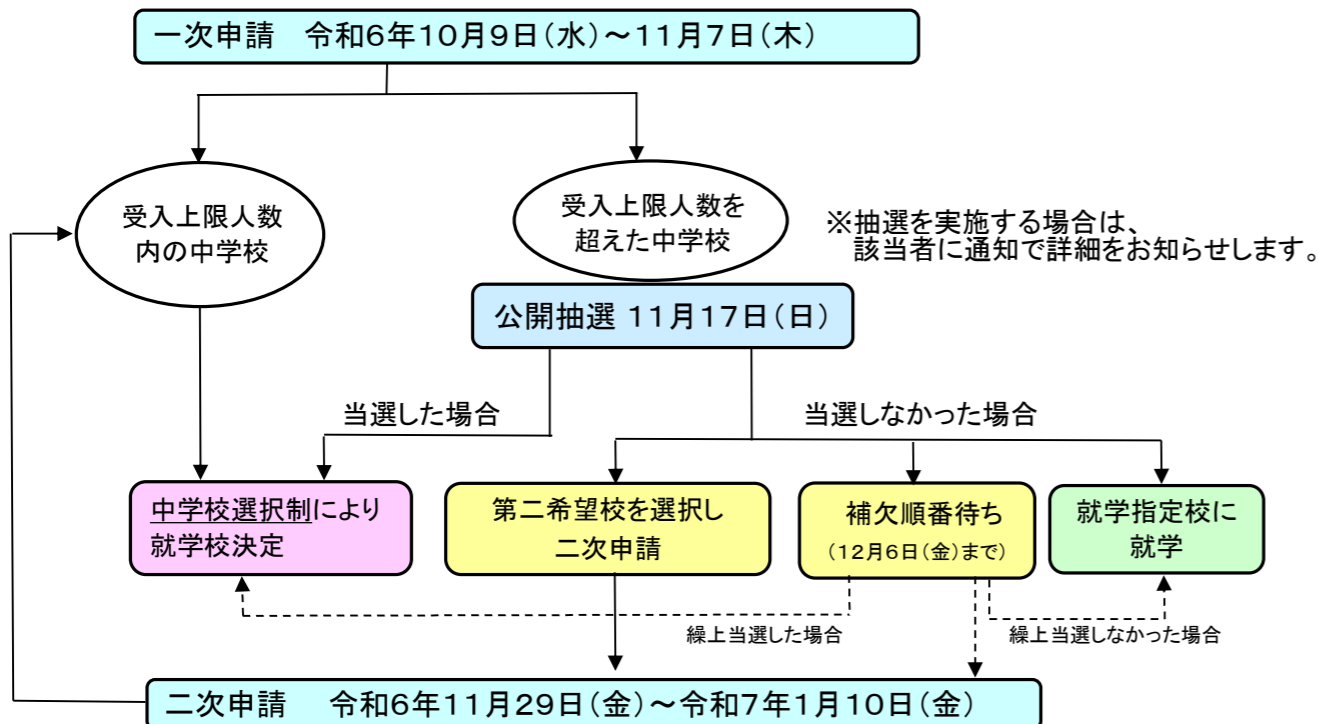 一次申請　令和6年10月9日(水)～11月7日(木)
受入上限人数
内の中学校
受入上限人数を
超えた中学校
※抽選を実施する場合は、
該当者に通知で詳細をお知らせします。
公開抽選 11月17日(日)
当選した場合
当選しなかった場合
中学校選択制により
就学校決定
第二希望校を選択し
二次申請
補欠順番待ち
(12月6日(金)まで)
就学指定校に
就学
繰上当選した場合
繰上当選しなかった場合
二次申請　令和6年11月29日(金)～令和7年1月10日(金)